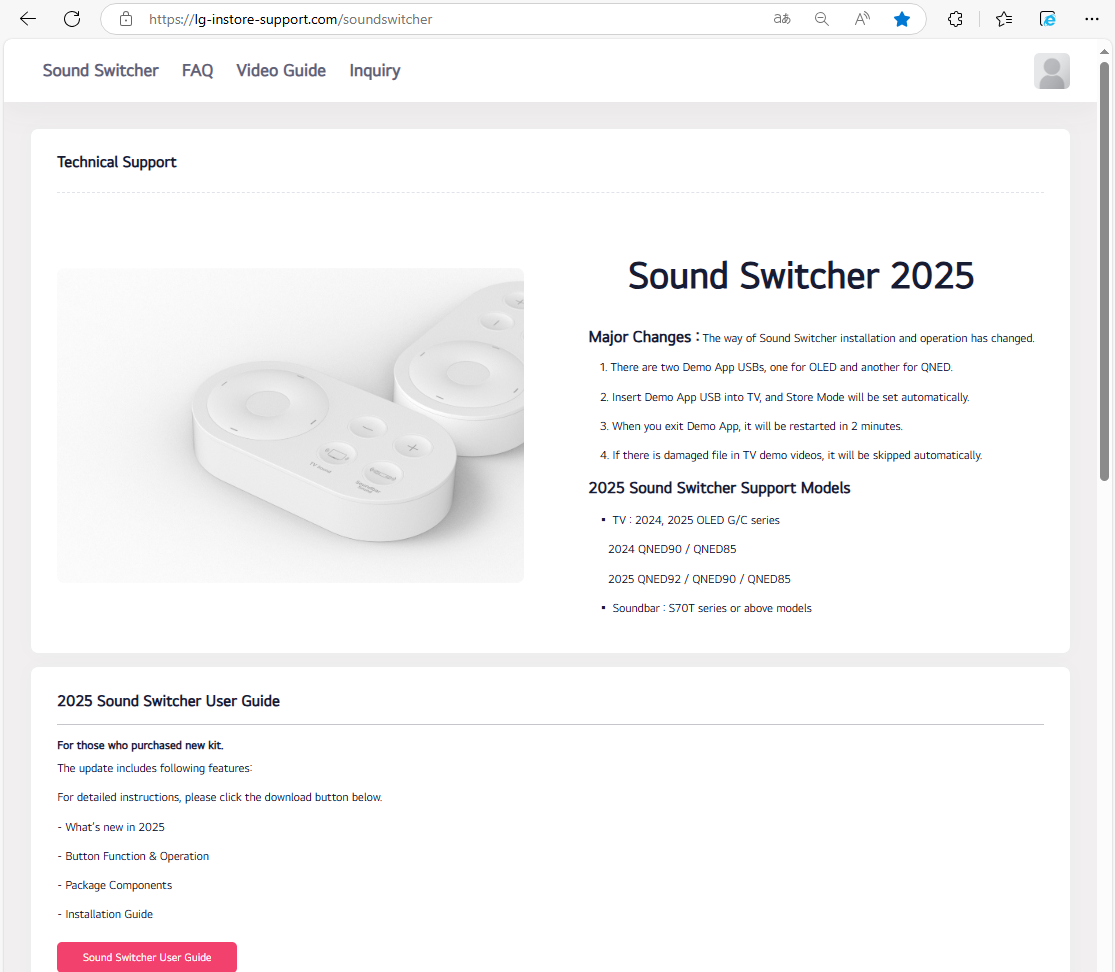 https://lg-instore-support.com/soundswitcher
Sound Switcher FAQ Video Guide Inquiry
Technical Support
Sound Switcher 2025
Major Changes : The way of Sound Switcher installation and operation has changed.
1. There are two Demo App USBs, one for OLED and another for QNED.
2. Insert Demo App USB into TV, and Store Mode will be set automatically.
3. When you exit Demo App, it will be restarted in 2 minutes.
4. If there is damaged file in TV demo videos, it will be skipped automatically.
2025 Sound Switcher Support Models
▪ TV : 2024, 2025 OLED G/C series
2024 QNED90 / QNED85
2025 QNED92 / QNED90 / QNED85
▪ Soundbar : S70T series or above models
2025 Sound Switcher User Guide
For those who purchased new kit.
The update includes following features:
For detailed instructions, please click the download button below.
- What's new in 2025
- Button Function & Operation
- Package Components
- Installation Guide
Sound Switcher User Guide